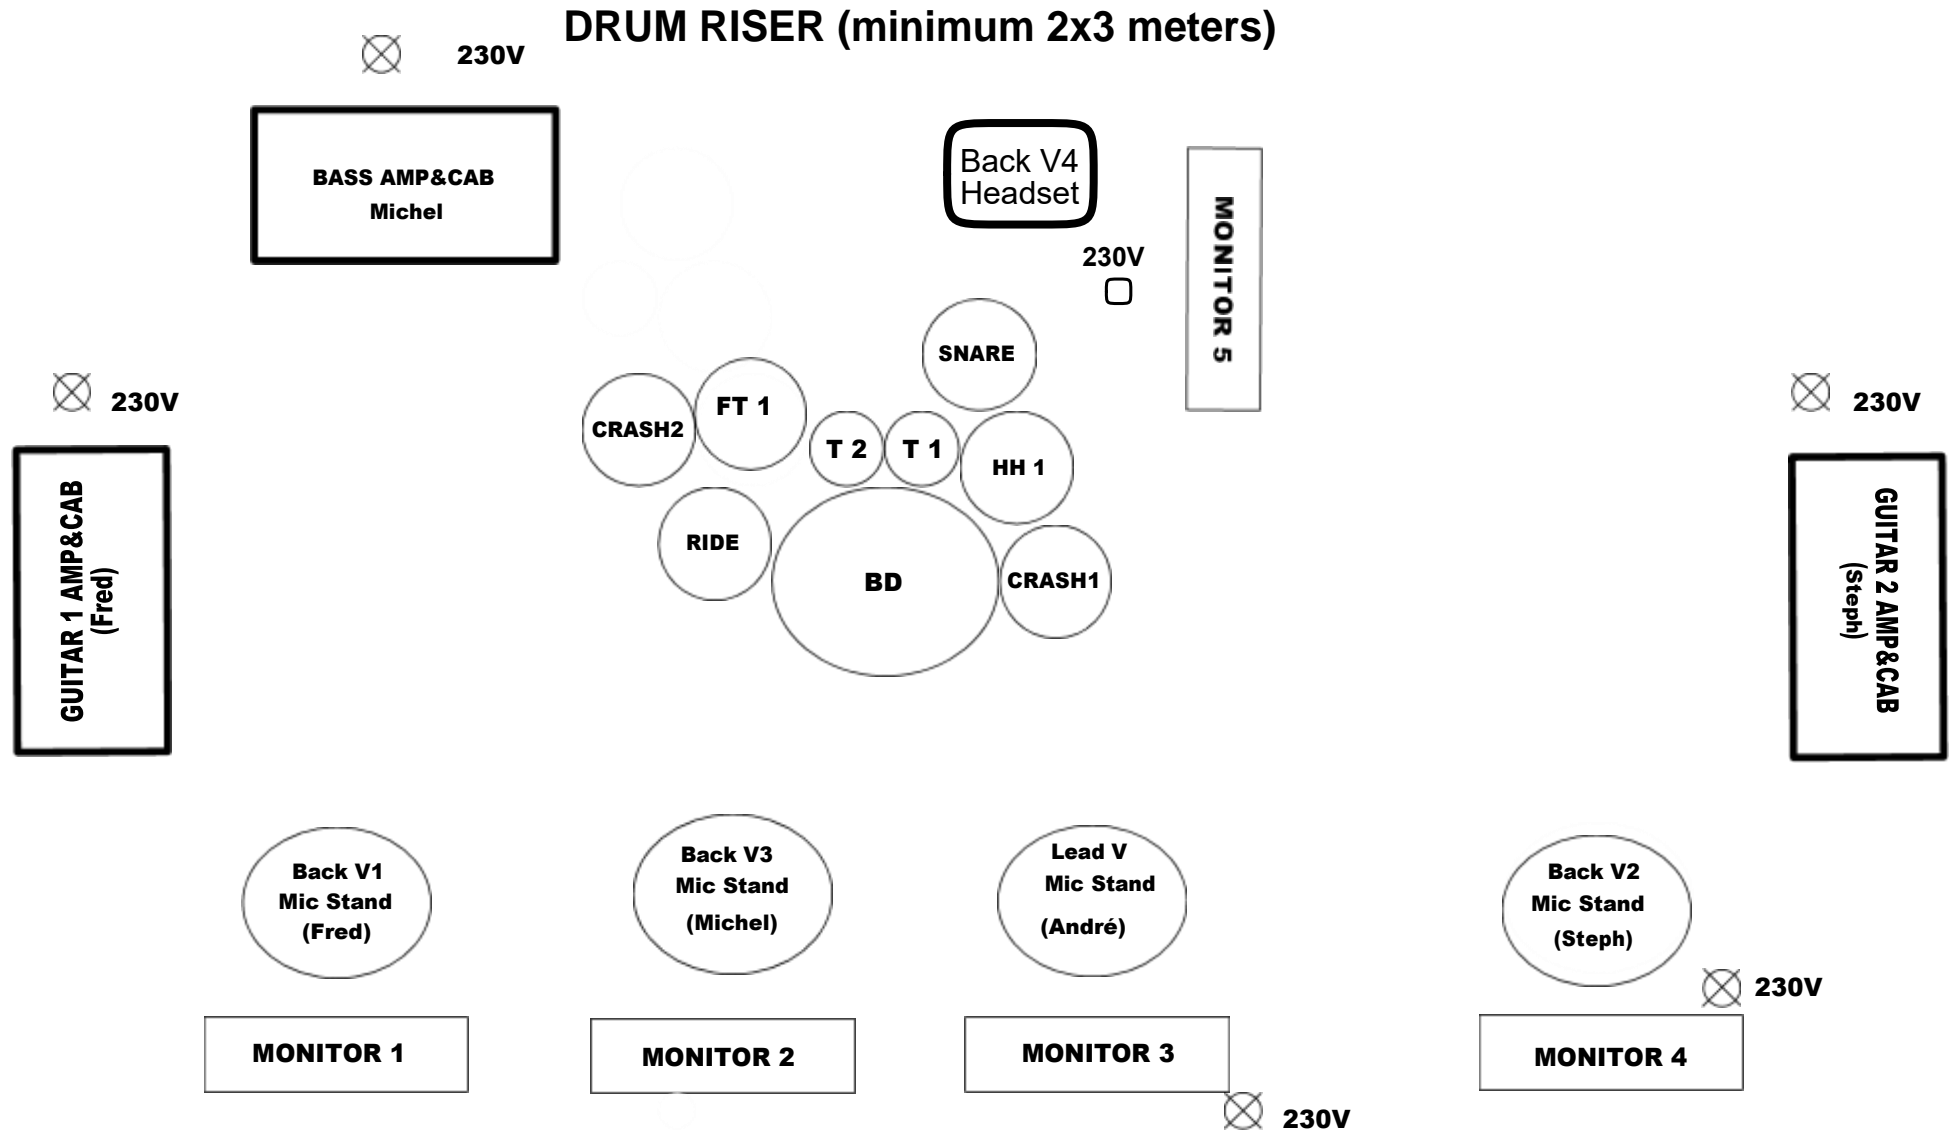 DRUM RISER (minimum 2x3 meters)
230V
BASS AMP&CAB
Michel
Back V4
Headset
MONITOR 5
230V
SNARE
230V
FT 1
CRASH2
T 2
T 1
HH 1
230V
GUITAR 1 AMP&CAB
(Fred)
RIDE
BD
CRASH1
GUITAR 2 AMP&CAB
(Steph)
Back V1
Mic Stand
(Fred)
Back V3
Mic Stand
(Michel)
Lead V
Mic Stand
(André)
Back V2
Mic Stand
(Steph)
230V
MONITOR 1
MONITOR 2
MONITOR 3
MONITOR 4
230V